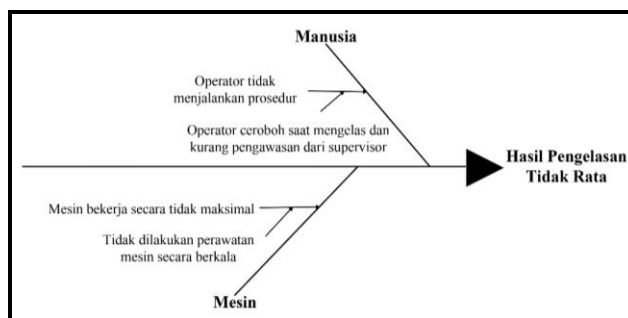 Manusia
Operator tidak
menjalankan prosedur
Operator ceroboh saat mengelas dan
kurang pengawasan dari supervisor
Hasil Pengelasan
Tidak Rata
Mesin bekerja secara tidak maksimal
Tidak dilakukan perawatan
mesin secara berkala
Mesin